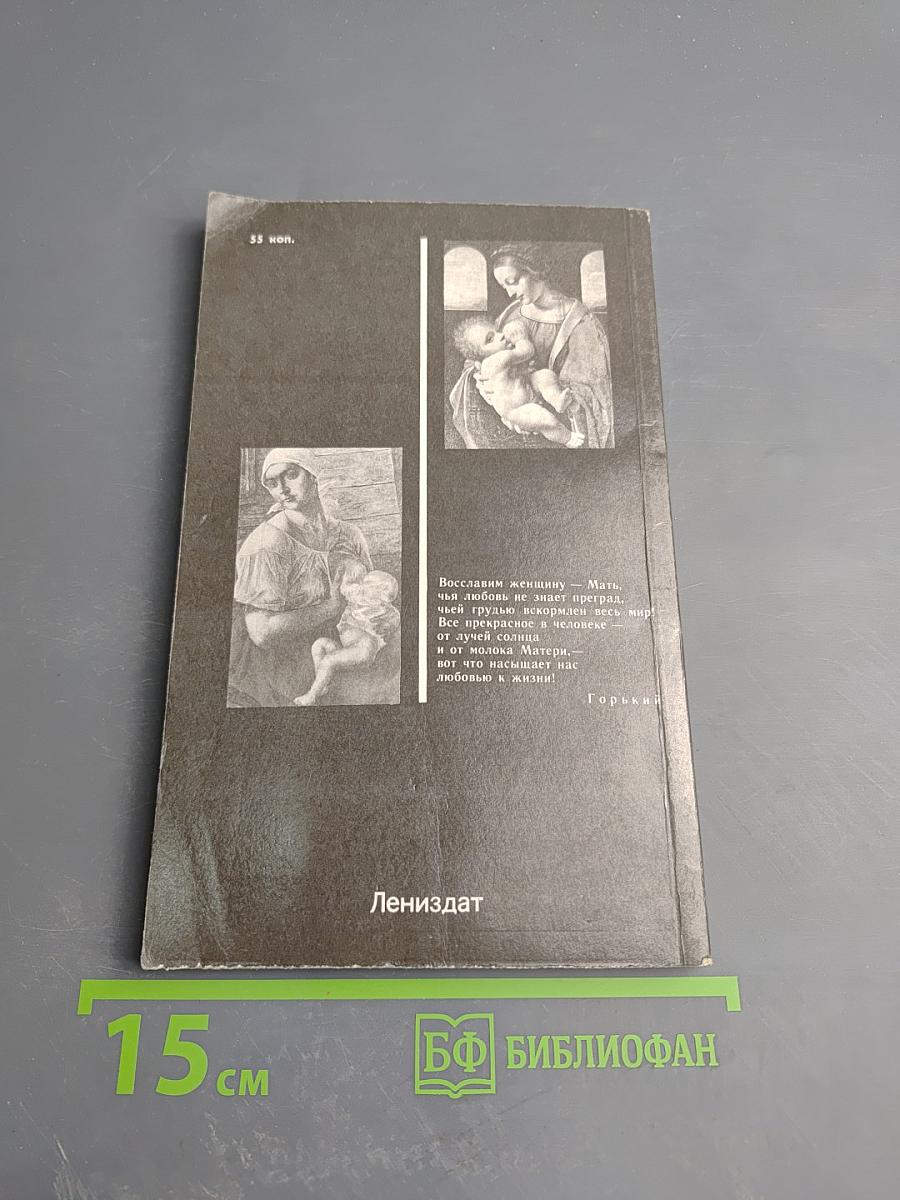 55 коп.
Восславим женщину — Мать,
чья любовь не знает преград,
чьей грудью вскормлен весь мир!
Все прекрасное в человеке —
от лучей солнца
и от молока Матери,—
вот что насыщает нас
любовью к жизни!
Горький
Лениздат
15 см
БФ БИБЛИОФАН